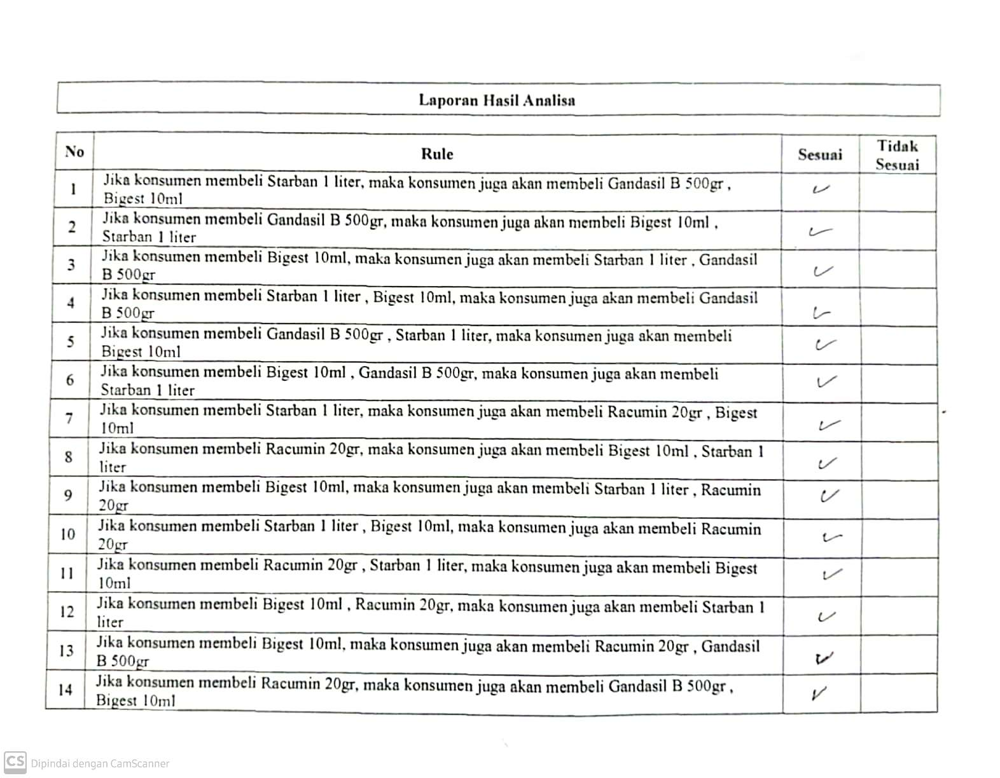 Laporan Hasil Analisa
No Rule Sesuai Tidak Sesuai
1 Jika konsumen membeli Starban 1 liter, maka konsumen juga akan membeli Gandasil B 500gr , ✓
Bigest 10ml
2 Jika konsumen membeli Gandasil B 500gr, maka konsumen juga akan membeli Bigest 10ml , ✓
Starban 1 liter
3 Jika konsumen membeli Bigest 10ml, maka konsumen juga akan membeli Starban 1 liter , Gandasil ✓
B 500gr
4 Jika konsumen membeli Starban 1 liter , Bigest 10ml, maka konsumen juga akan membeli Gandasil ✓
B 500gr
5 Jika konsumen membeli Gandasil B 500gr , Starban 1 liter, maka konsumen juga akan membeli ✓
Bigest 10ml
6 Jika konsumen membeli Bigest 10ml , Gandasil B 500gr, maka konsumen juga akan membeli ✓
Starban 1 liter
7 Jika konsumen membeli Starban 1 liter, maka konsumen juga akan membeli Racumin 20gr , Bigest ✓
10ml
8 Jika konsumen membeli Racumin 20gr, maka konsumen juga akan membeli Bigest 10ml , Starban 1 ✓
liter
9 Jika konsumen membeli Bigest 10ml, maka konsumen juga akan membeli Starban 1 liter , Racumin ✓
20gr
10 Jika konsumen membeli Starban 1 liter , Bigest 10ml, maka konsumen juga akan membeli Racumin ✓
20gr
11 Jika konsumen membeli Racumin 20gr , Starban 1 liter, maka konsumen juga akan membeli Bigest ✓
10ml
12 Jika konsumen membeli Bigest 10ml , Racumin 20gr, maka konsumen juga akan membeli Starban 1 ✓
liter
13 Jika konsumen membeli Bigest 10ml, maka konsumen juga akan membeli Racumin 20gr , Gandasil ✓
B 500gr
14 Jika konsumen membeli Racumin 20gr, maka konsumen juga akan membeli Gandasil B 500gr , ✓
Bigest 10ml
CS Dipindai dengan CamScanner